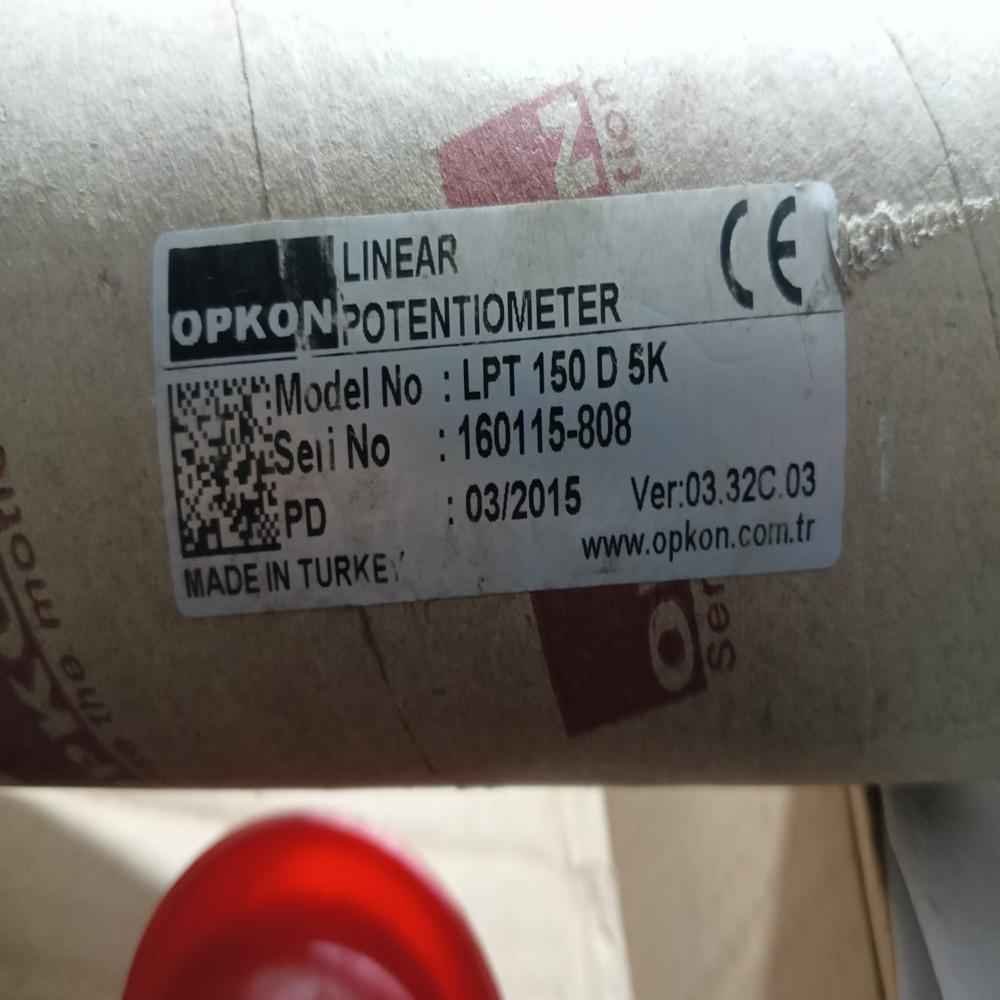 OPKON
LINEAR
POTENTIOMETER
CE
Model No : LPT 150 D 5K
Seri No : 160115-808
PD : 03/2015 Ver:03.32C.03
www.opkon.com.tr
MADE IN TURKEY